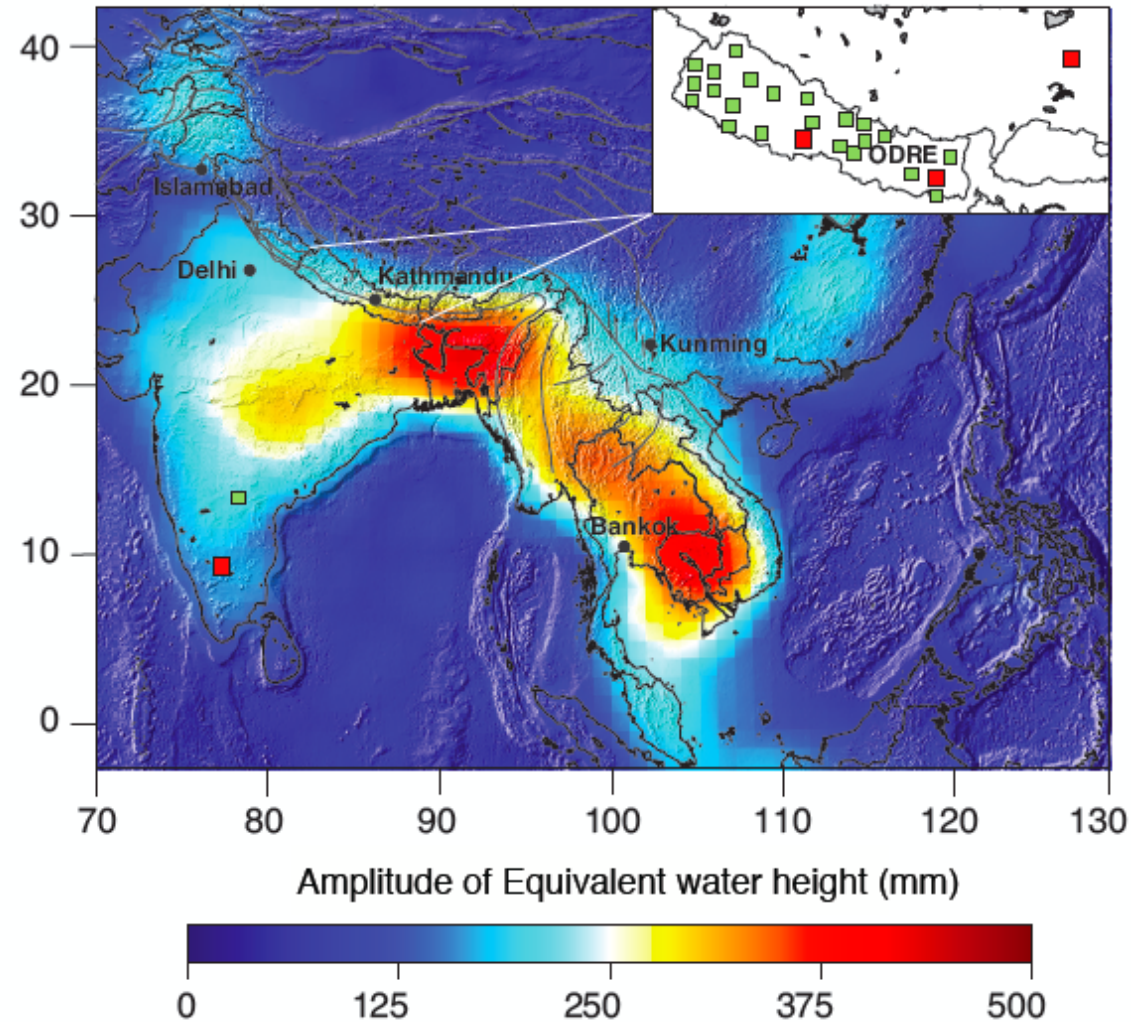 40
30
20
10
0
Islamabad
Delhi
Kathmandu
Kunming
Bankok
ODRE
70 80 90 100 110 120 130
Amplitude of Equivalent water height (mm)
0 125 250 375 500